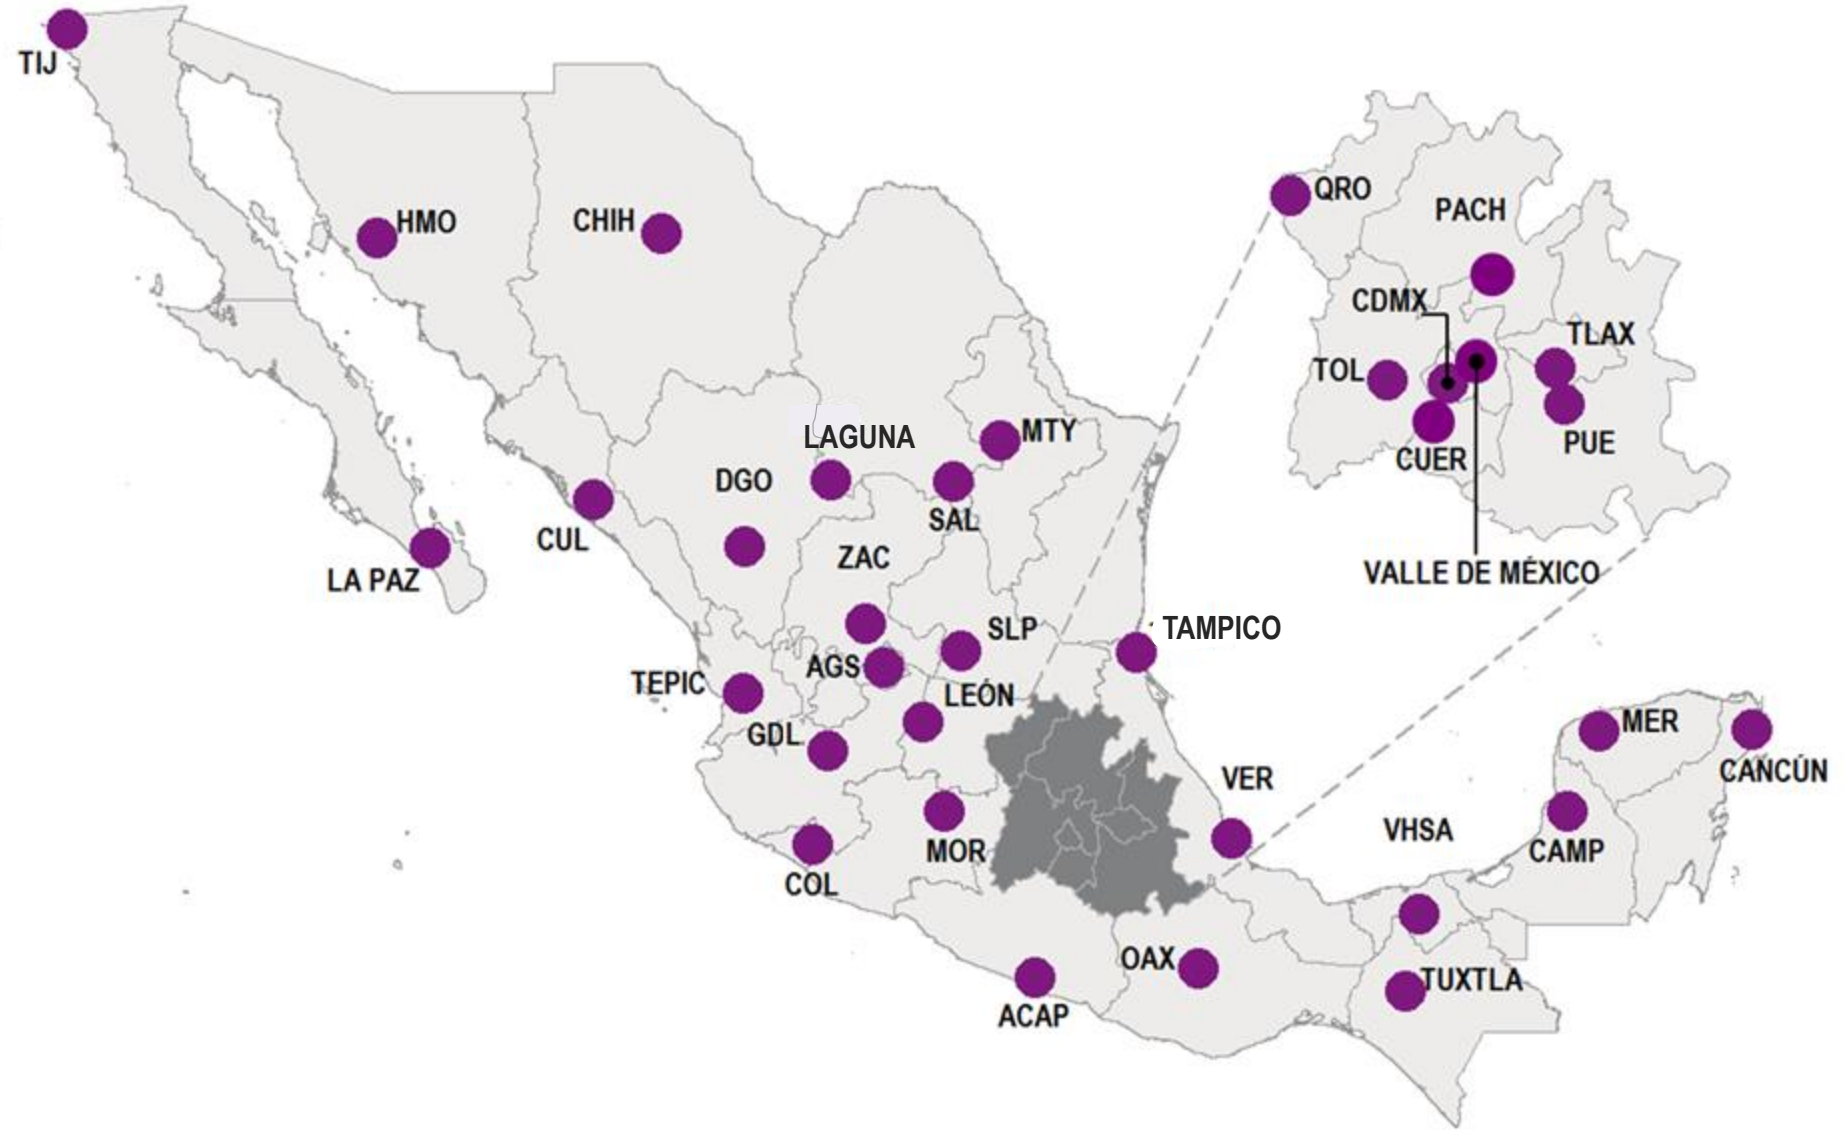 TIJ
HMO
CHIH
QRO
PACH
CDMX
TLAX
TOL
CUER
PUE
VALLE DE MÉXICO
LAGUNA
MTY
DGO
SAL
CUL
ZAC
LA PAZ
SLP
TAMPICO
AGS
TEPIC
LEÓN
GDL
MER
CANCÚN
VER
VHSA
CAMP
MOR
COL
OAX
TUXTLA
ACAP